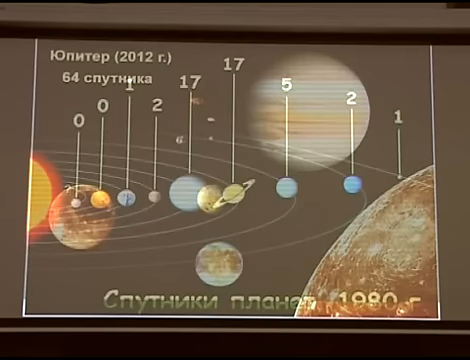 Юпитер (2012 г.)
64 спутника
0 0 1 2 17 17 5 2 1
Спутники планет 1980 г